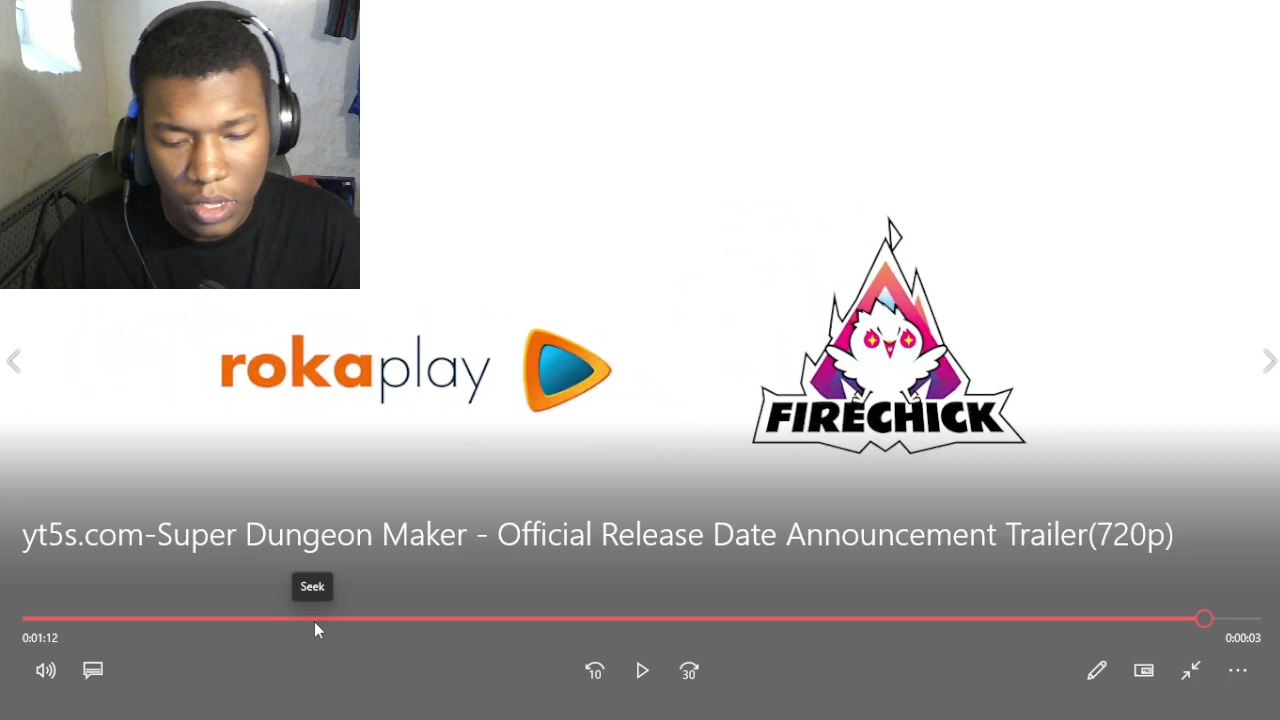 rokaplay
FIRECHICK
yt5s.com-Super Dungeon Maker - Official Release Date Announcement Trailer(720p)
Seek
0:01:12
0:00:03
10
30